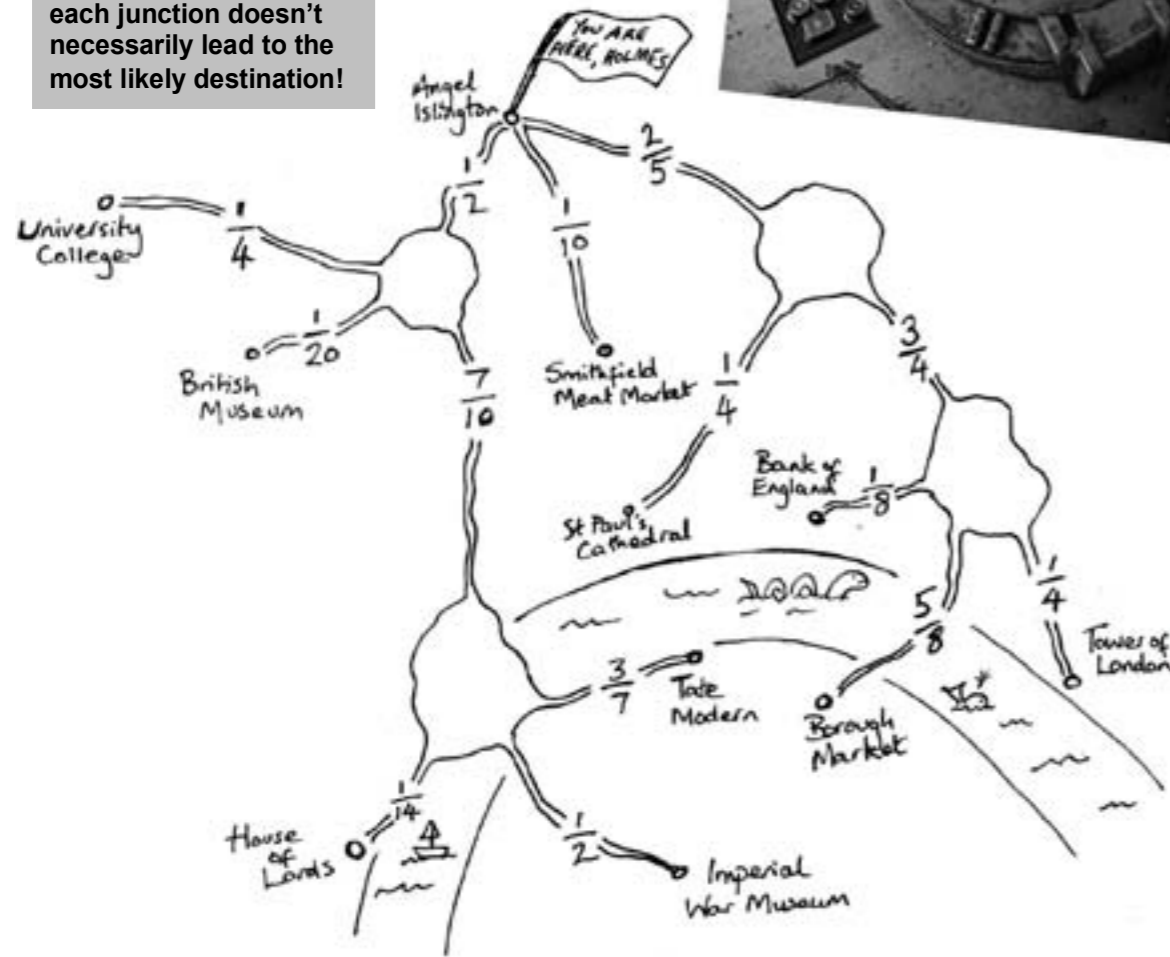 each junction doesn't
necessarily lead to the
most likely destination!
YOU ARE
HERE, HOLMES
Angel
Islington
1/2
2/5
1/10
University
College
1/4
British
Museum
1/20
7/10
Smithfield
Meat Market
1/4
3/4
St Paul's
Cathedral
Bank of
England
1/8
5/8
1/4
Tower of
London
3/7
Tate
Modern
Borough
Market
House
of
Lords
1/14
1/2
Imperial
War Museum